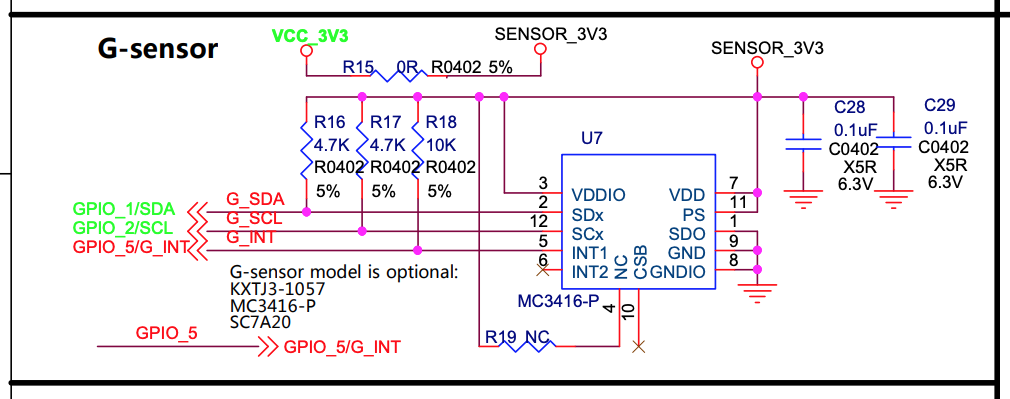 G-sensor
VCC_3V3
SENSOR_3V3
SENSOR_3V3
R15 0R R0402 5%
R16
4.7K
R0402
5%
R17
4.7K
R0402
5%
R18
10K
R0402
5%
C28
0.1uF
C0402
X5R
6.3V
C29
0.1uF
C0402
X5R
6.3V
U7
3 VDDIO
2 SDx
12 SCx
5 INT1
6 INT2
VDD 7
PS 11
SDO 1
GND 9
GNDIO 8
NC 4
CSB 10
MC3416-P
GPIO_1/SDA G_SDA
GPIO_2/SCL G_SCL
GPIO_5/G_INT G_INT
G-sensor model is optional:
KXTJ3-1057
MC3416-P
SC7A20
R19 NC
GPIO_5 GPIO_5/G_INT